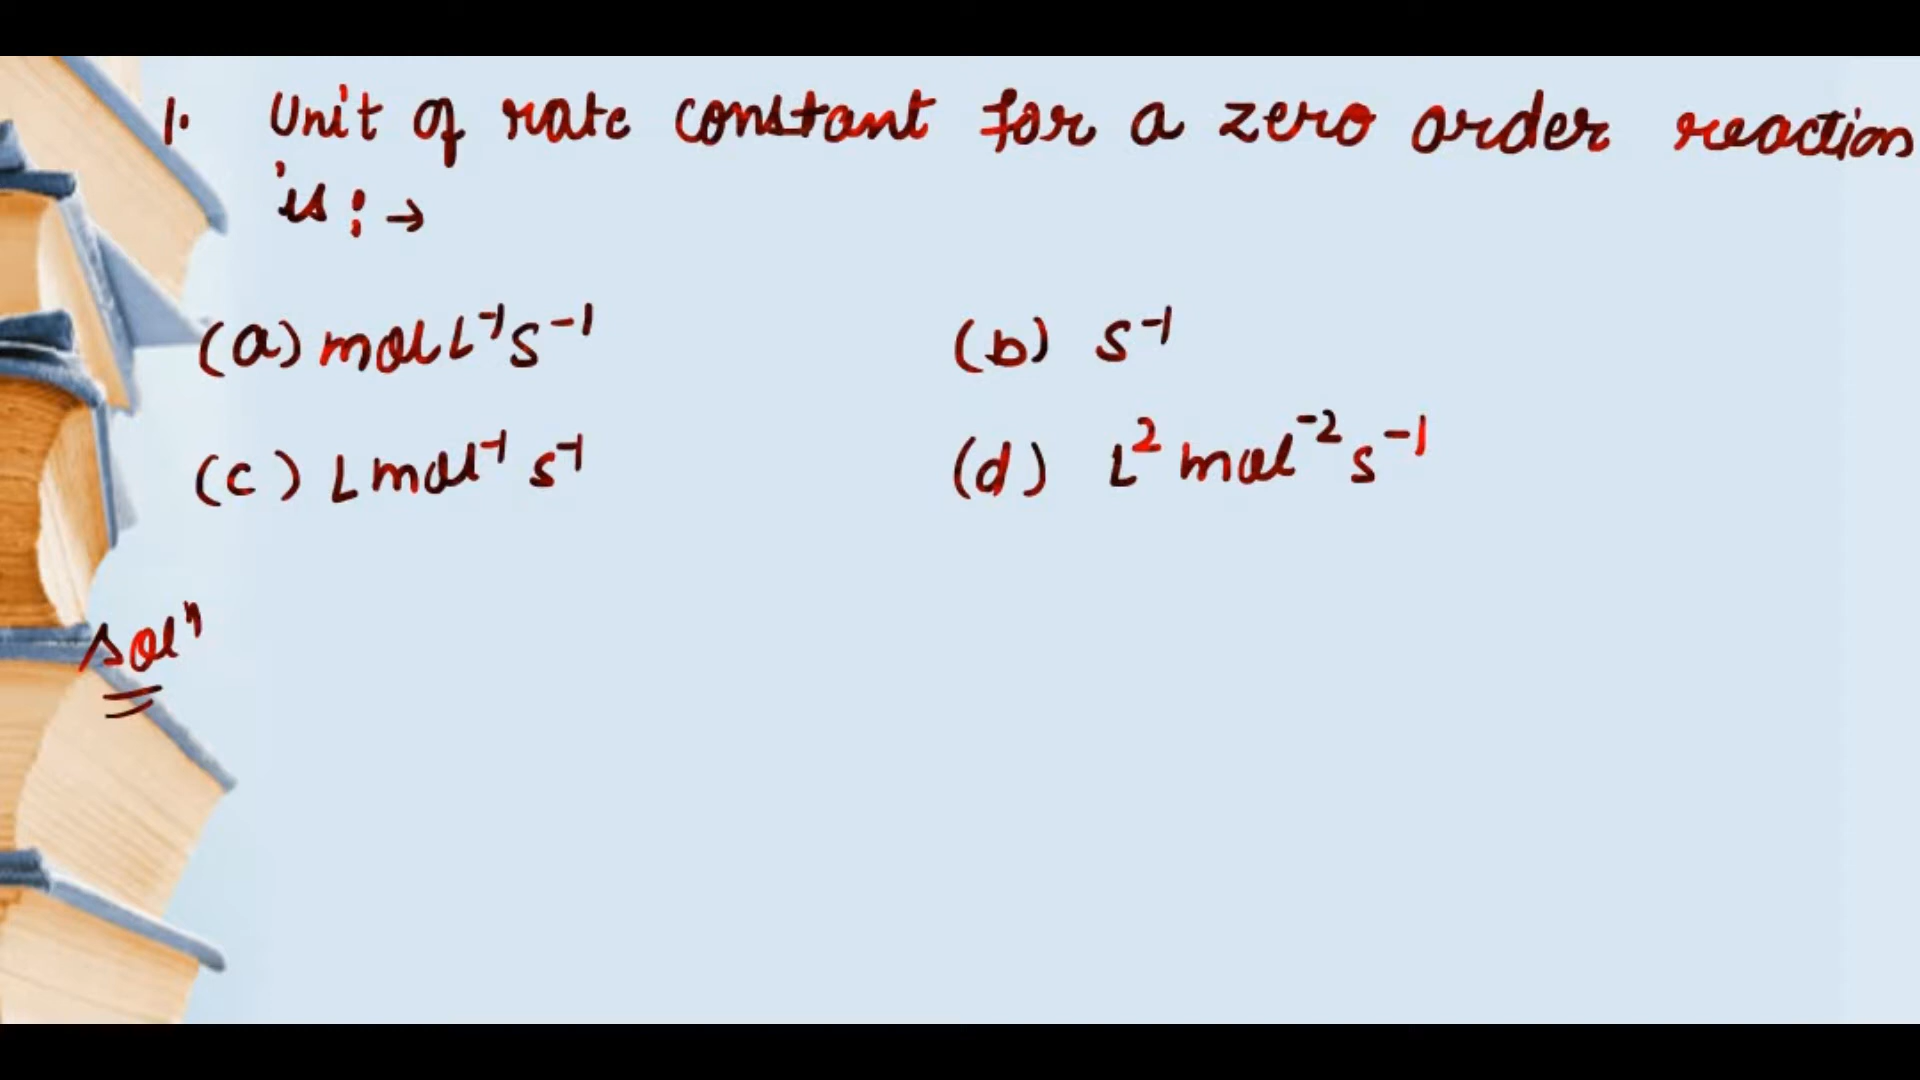 1. Unit of rate constant for a zero order reaction
is : →
(a) mol L⁻¹ s⁻¹ (b) s⁻¹
(c) L mol⁻¹ s⁻¹ (d) L² mol⁻² s⁻¹
Solⁿ